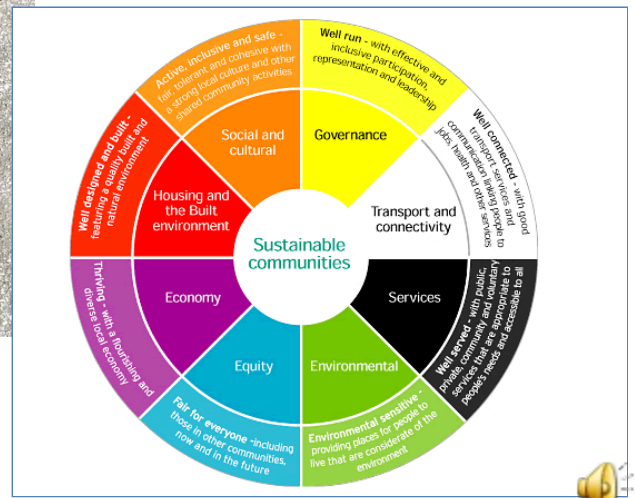 Well run - with effective and
inclusive participation,
representation and leadership
Governance
Well connected - with good
transport services and
communication linking people to
jobs, health and other services
Transport and
connectivity
Well served - with public,
private, community and voluntary
services that are appropriate to
people's needs and accessible to all
Services
Environmental sensitive -
providing places for people to
live that are considerate of the
environment
Environmental
Fair for everyone -including
those in other communities,
now and in the future
Equity
Thriving - with a flourishing and
diverse local economy
Economy
Well designed and built -
featuring a quality built and
natural environment
Housing and
the Built
environment
Active, inclusive and safe -
fair, tolerant and cohesive with
a strong local culture and other
shared community activities
Social and
cultural
Sustainable
communities